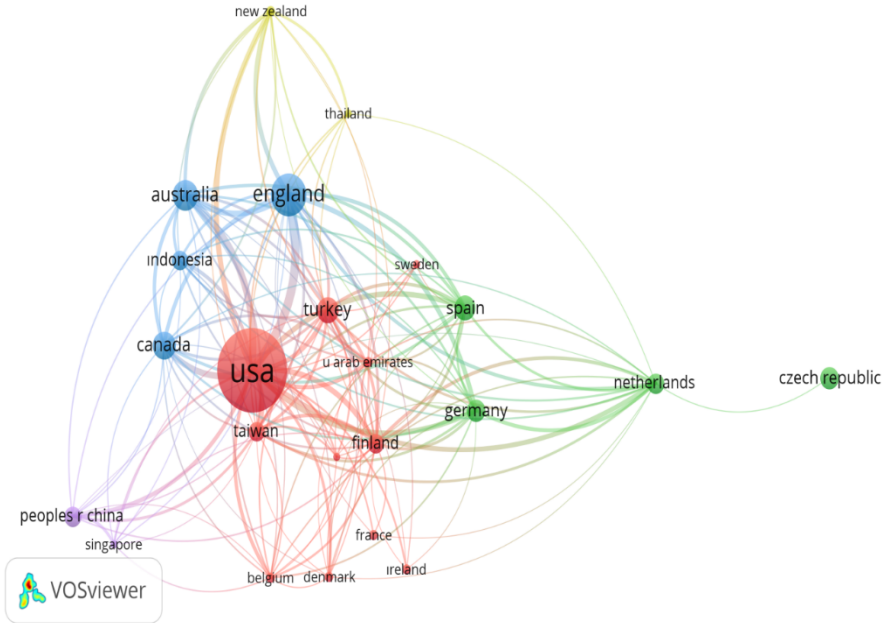 new zealand
thailand
australia
england
ındonesia
sweden
turkey
spain
canada
u arab emirates
usa
netherlands
czech republic
germany
taiwan
finland
peoples r china
france
singapore
ıreland
belgium
denmark
VOSviewer